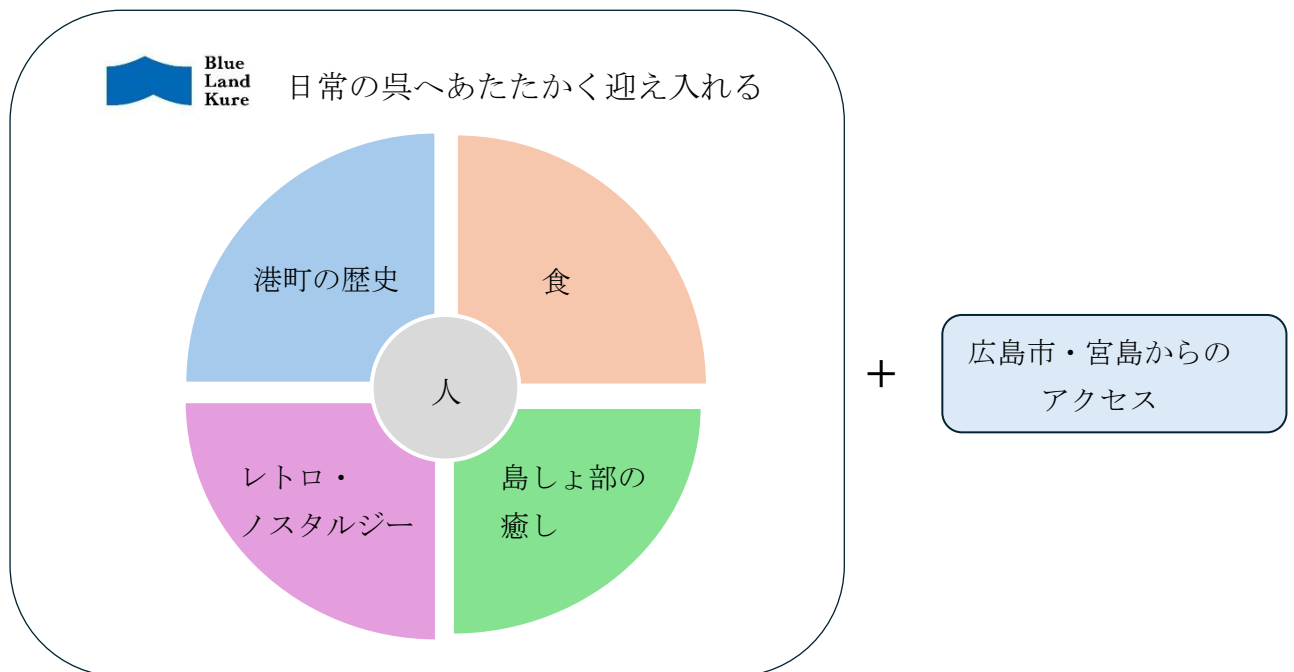 Blue
Land
Kure
日常の呉へあたたかく迎え入れる
港町の歴史
食
人
レトロ・
ノスタルジー
島しょ部の
癒し
+
広島市・宮島からの
アクセス